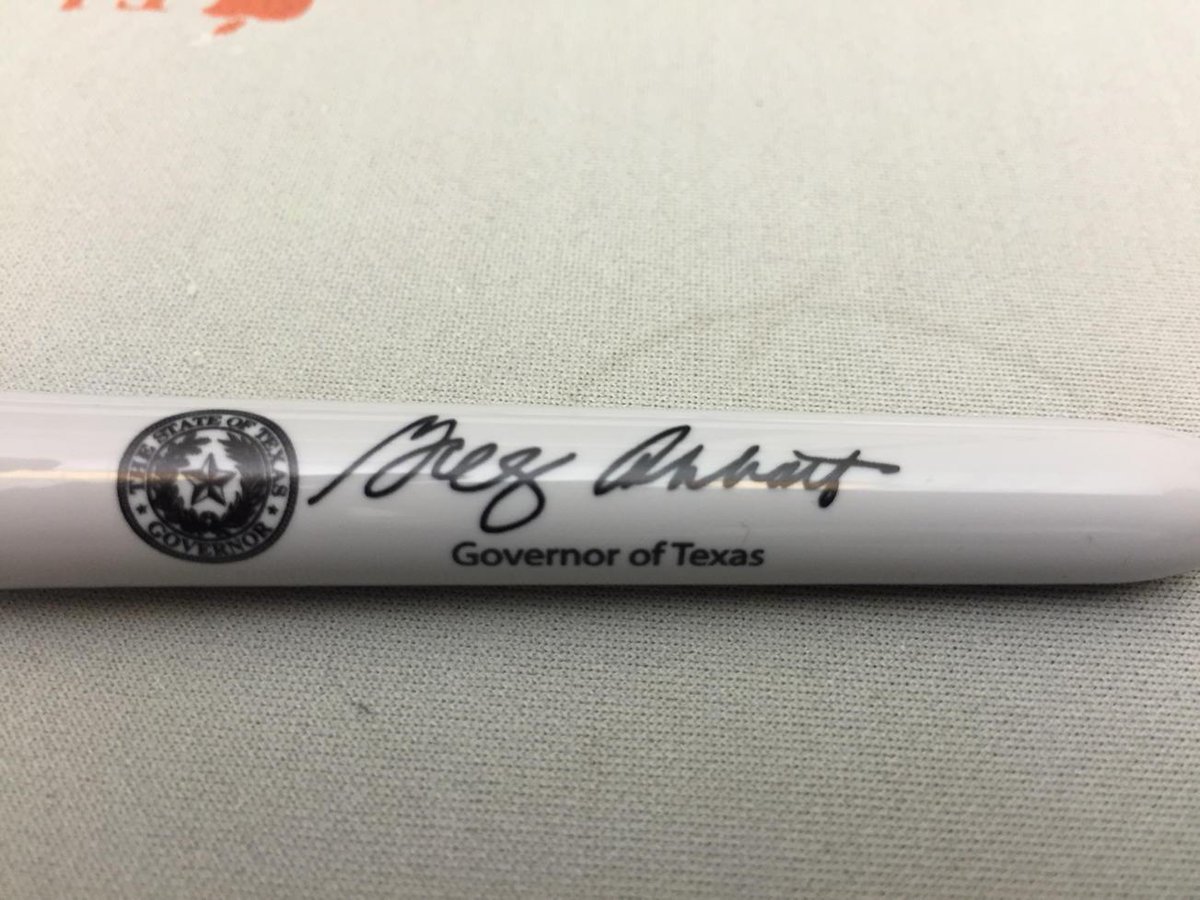 THE STATE OF TEXAS
GOVERNOR
Greg Abbott
Governor of Texas